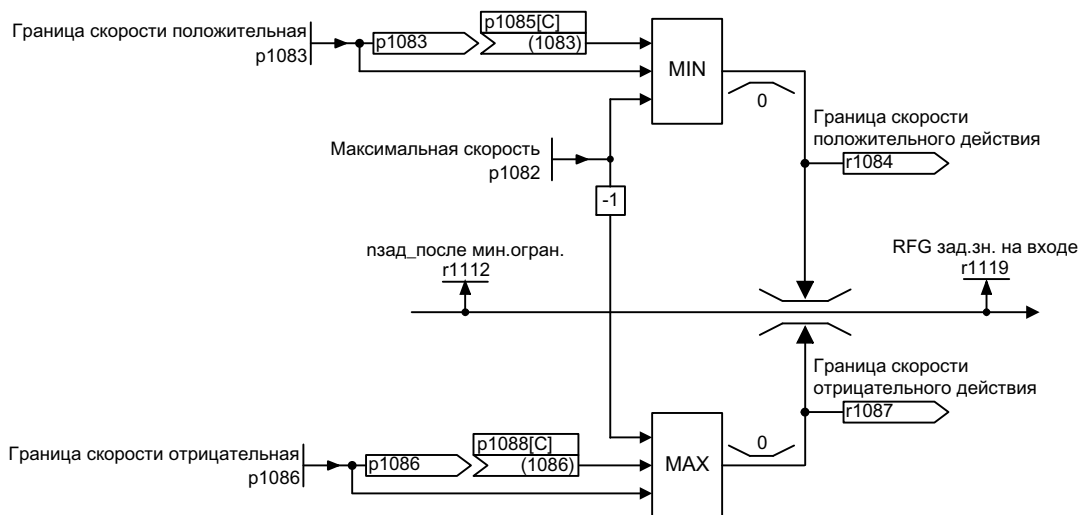 Граница скорости положительная
p1083
p1083
p1085[C]
(1083)
MIN
0
Граница скорости
положительного действия
r1084
Максимальная скорость
p1082
-1
nзад_после мин.огран.
r1112
RFG зад.зн. на входе
r1119
Граница скорости
отрицательного действия
r1087
Граница скорости отрицательная
p1086
p1086
p1088[C]
(1086)
MAX
0